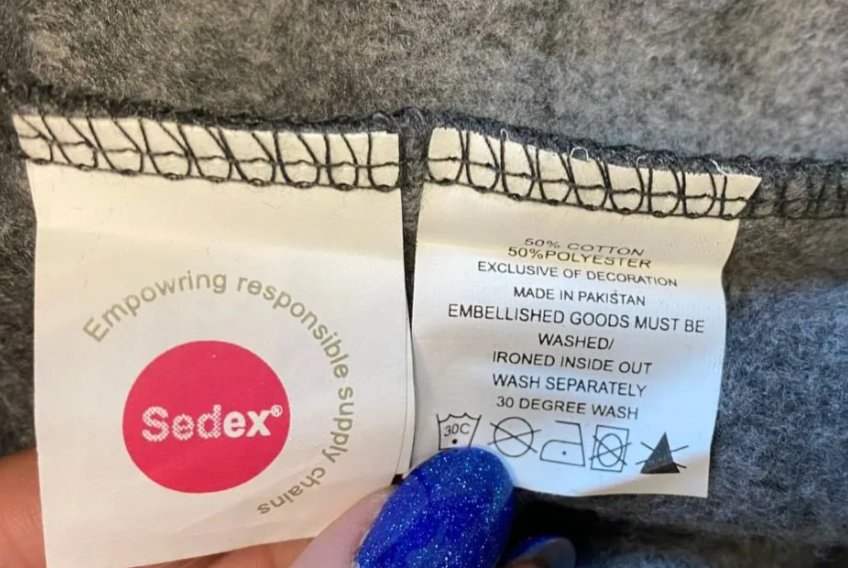 Empowring responsible supply chains
Sedex®
50% COTTON
50%POLYESTER
EXCLUSIVE OF DECORATION
MADE IN PAKISTAN
EMBELLISHED GOODS MUST BE
WASHED/
IRONED INSIDE OUT
WASH SEPARATELY
30 DEGREE WASH
30C